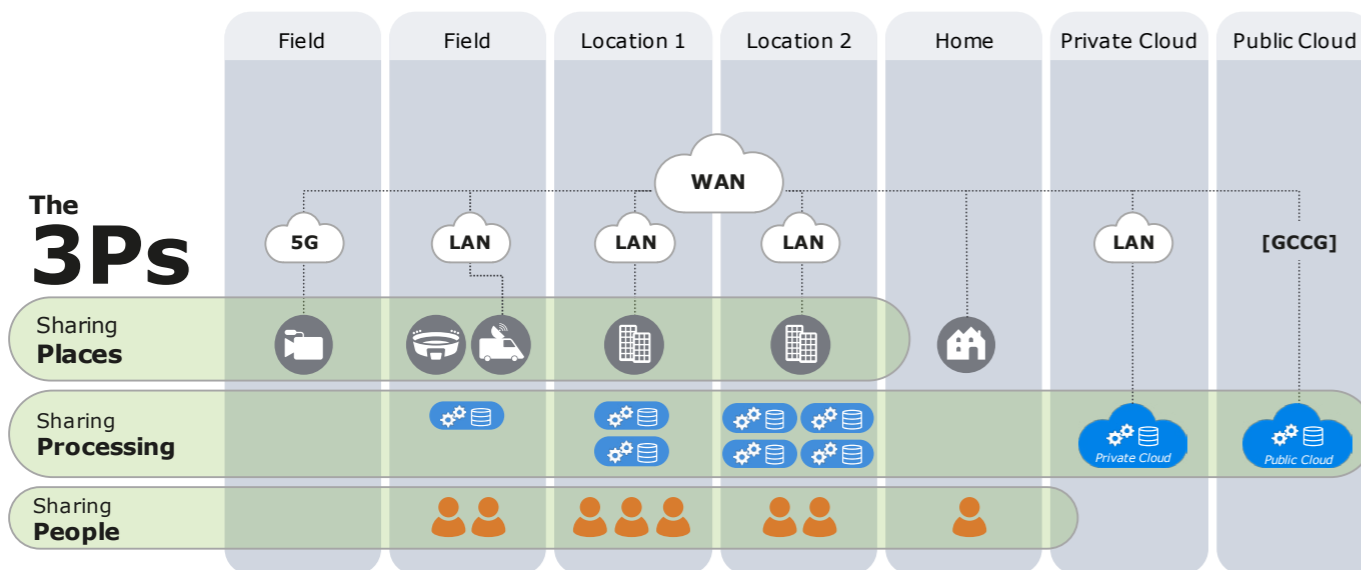 Field
Field
Location 1
Location 2
Home
Private Cloud
Public Cloud
WAN
The
3Ps
5G
LAN
LAN
LAN
LAN
[GCCG]
Sharing
Places
Sharing
Processing
Private Cloud
Public Cloud
Sharing
People